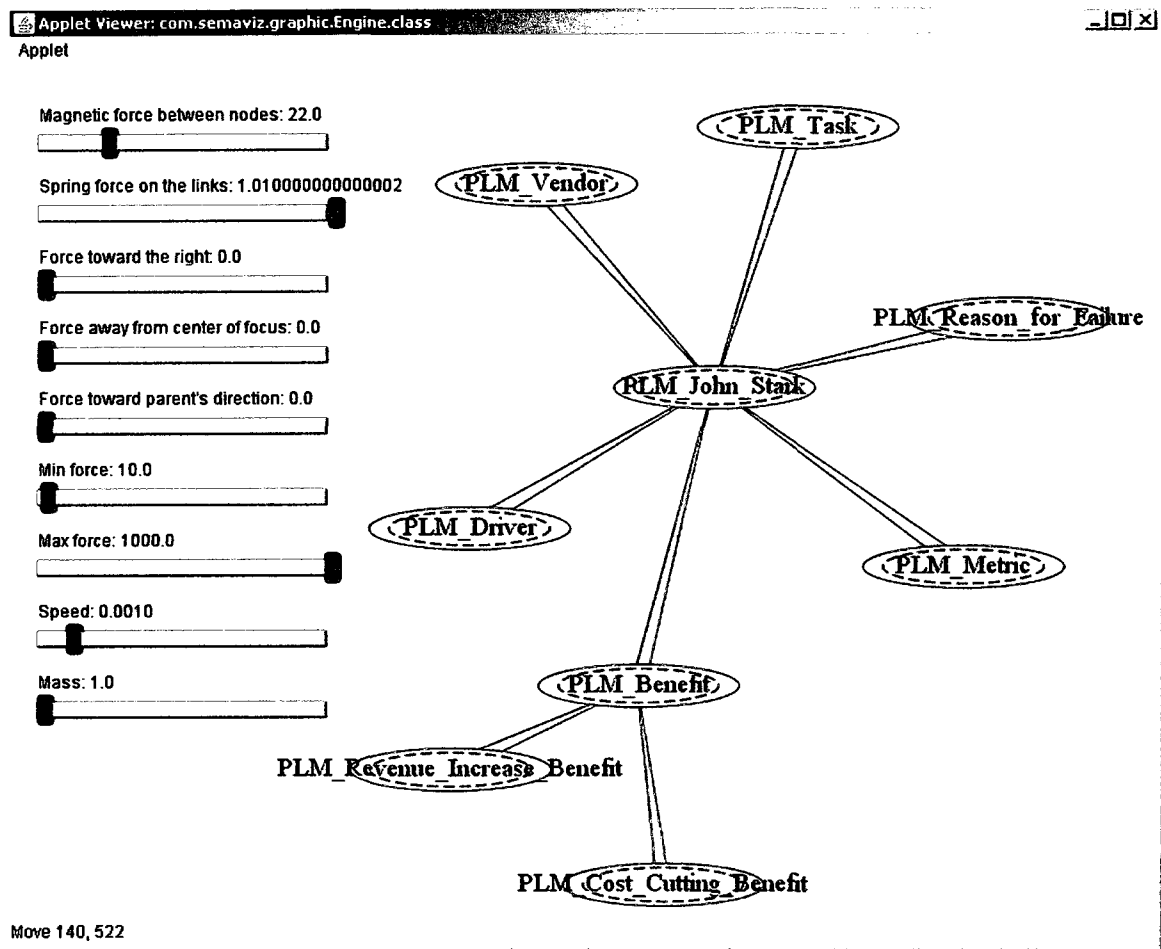 Applet Viewer: com.semaviz.graphic.Engine.class
Applet
Magnetic force between nodes: 22.0
Spring force on the links: 1.010000000000002
Force toward the right: 0.0
Force away from center of focus: 0.0
Force toward parent's direction: 0.0
Min force: 10.0
Max force: 1000.0
Speed: 0.0010
Mass: 1.0
PLM_Task
PLM_Vendor
PLM_Reason_for_Failure
PLM_John_Stark
PLM_Driver
PLM_Metric
PLM_Benefit
PLM_Revenue_Increase_Benefit
PLM_Cost_Cutting_Benefit
Move 140, 522